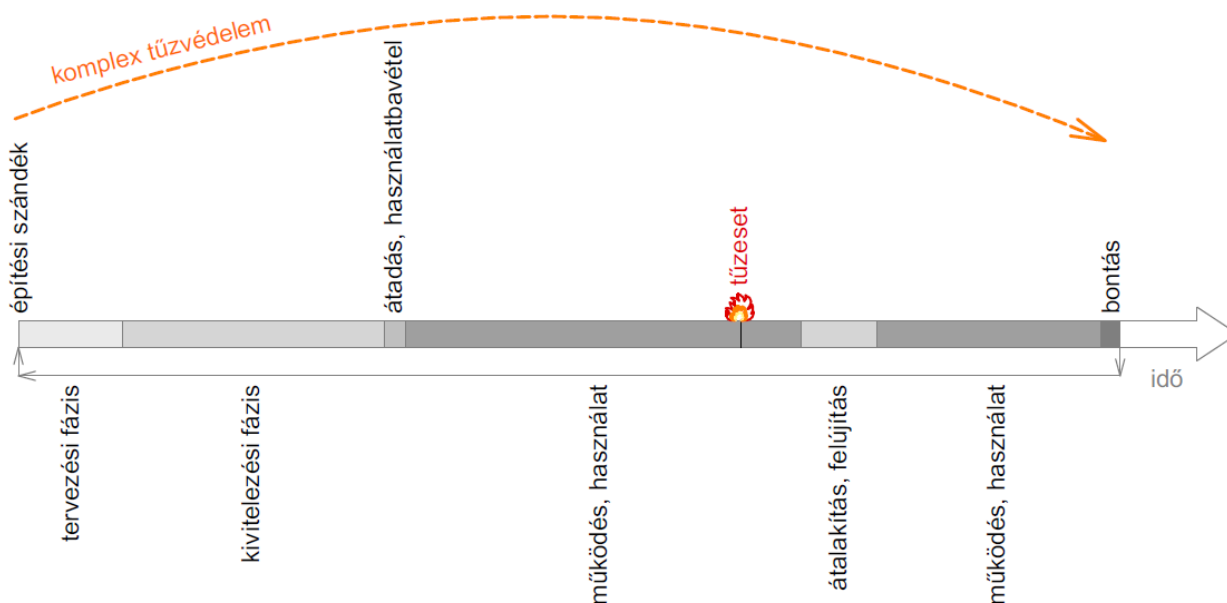 komplex tűzvédelem
építési szándék
átadás, használatbavétel
tűzeset
bontás
idő
tervezési fázis
kivitelezési fázis
működés, használat
átalakítás, felújítás
működés, használat